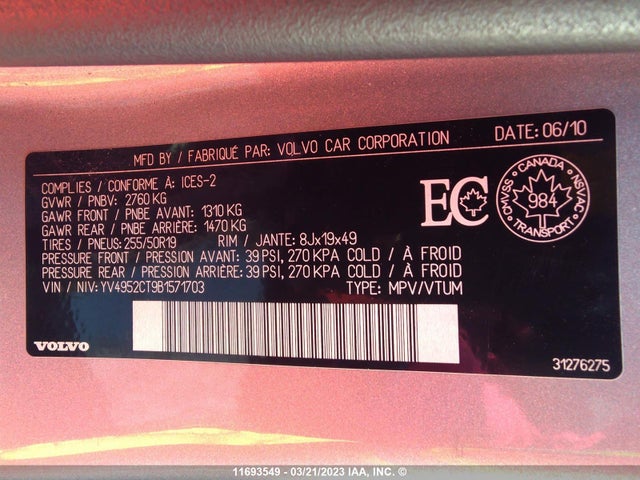 MFD BY / FABRIQUÉ PAR: VOLVO CAR CORPORATION DATE: 06/10
COMPLIES / CONFORME À: ICES-2
GVWR / PNBV: 2760 KG
GAWR FRONT / PNBE AVANT: 1310 KG
GAWR REAR / PNBE ARRIÈRE: 1470 KG
TIRES / PNEUS: 255/50R19 RIM / JANTE: 8Jx19x49
PRESSURE FRONT / PRESSION AVANT: 39 PSI, 270 KPA COLD / À FROID
PRESSURE REAR / PRESSION ARRIÈRE: 39 PSI, 270 KPA COLD / À FROID
VIN / NIV: YV4952CT9B1571703 TYPE: MPV/VTUM
EC
CANADA
CMVSS 984 NSVAC
TRANSPORT
VOLVO 31276275
11693549 - 03/21/2023 IAA, INC. ©